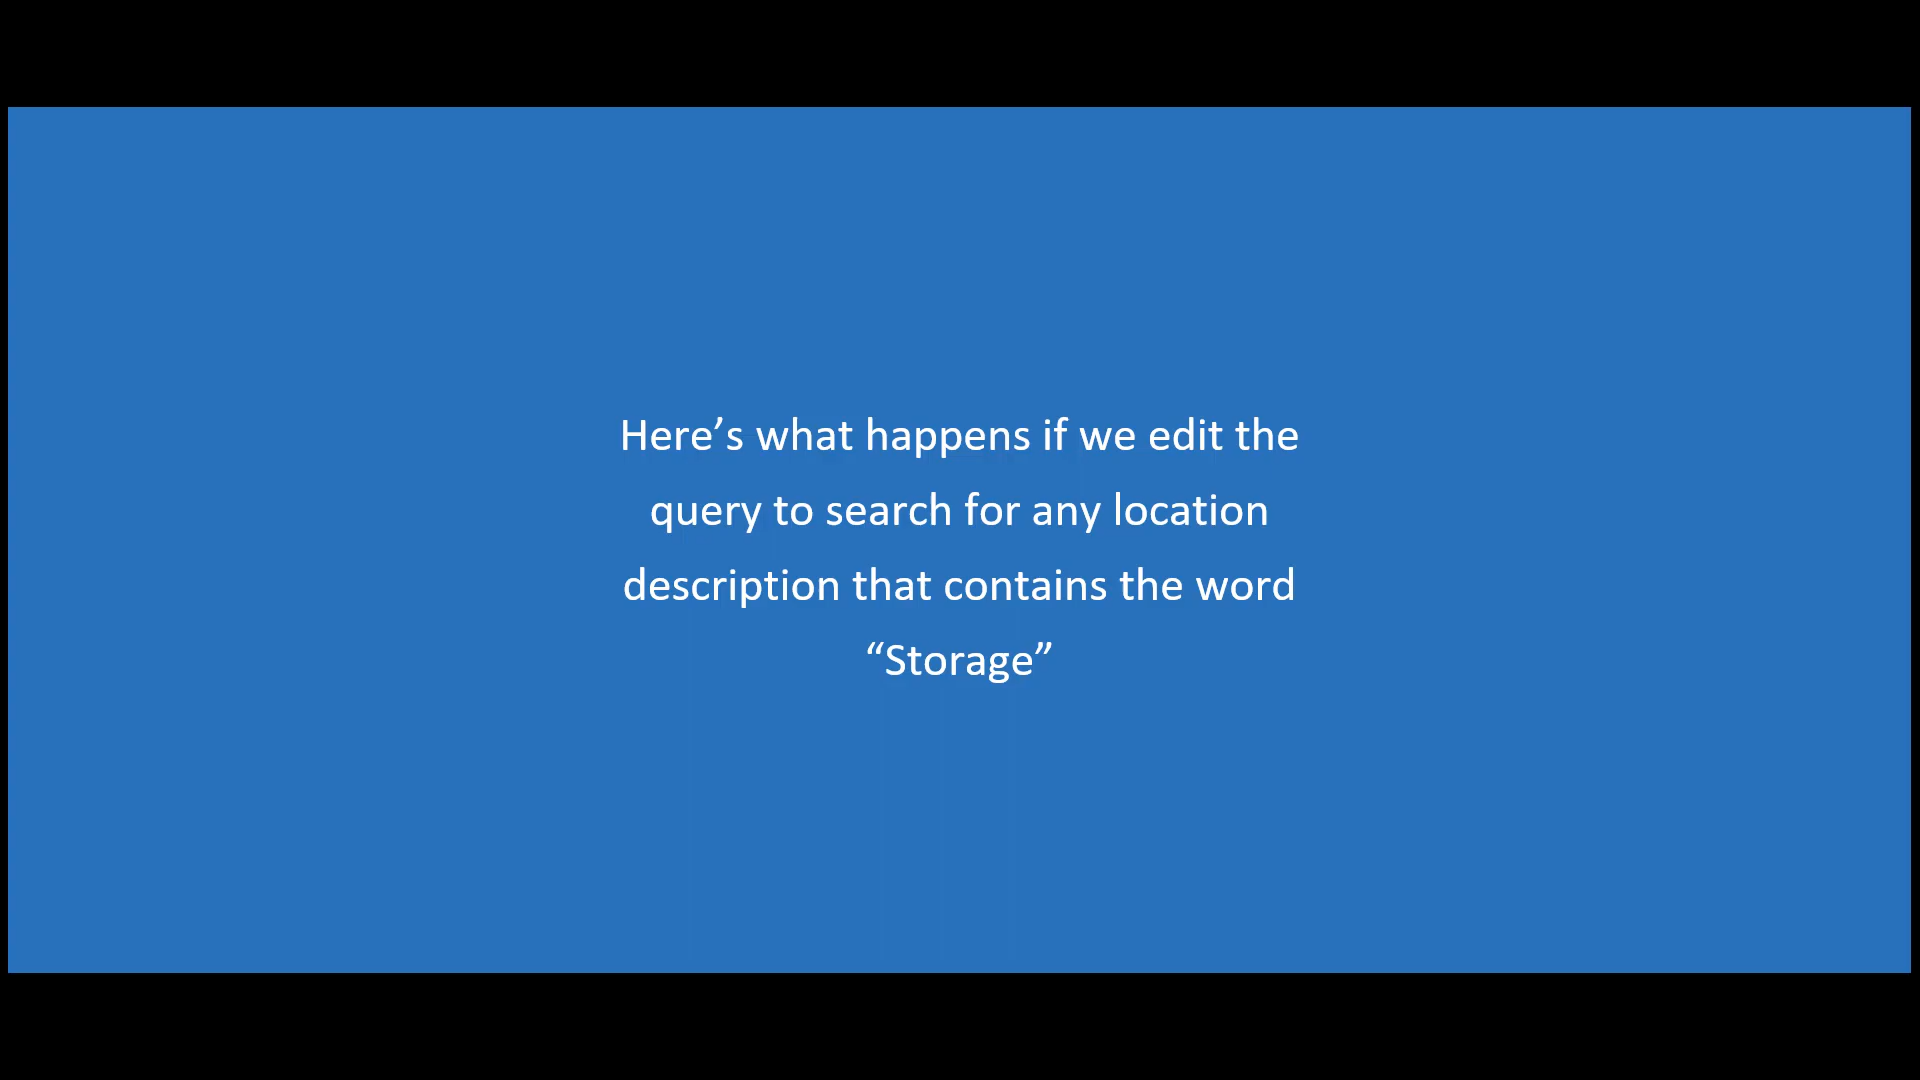 Here’s what happens if we edit the
query to search for any location
description that contains the word
“Storage”